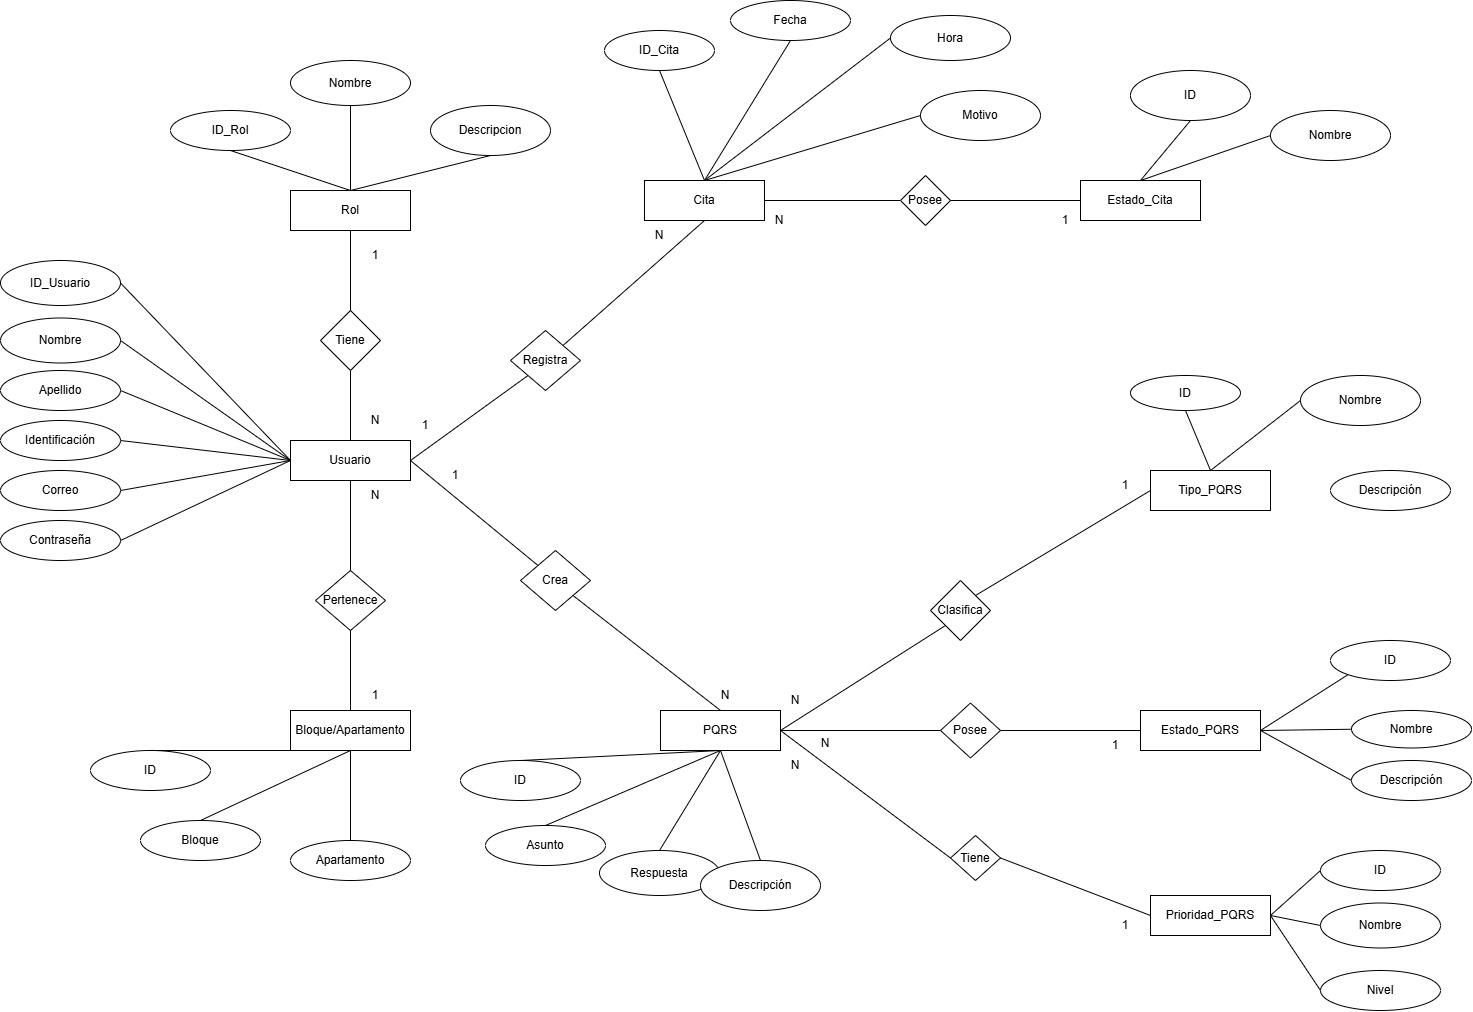 Fecha
Hora
ID_Cita
Nombre
ID
Motivo
ID_Rol
Descripcion
Nombre
Rol
Cita
Posee
Estado_Cita
N
1
N
1
ID_Usuario
Nombre
Tiene
Registra
Apellido
ID
Nombre
N
1
Identificación
Usuario
1
N
Correo
1
Tipo_PQRS
Descripción
Contraseña
Pertenece
Crea
Clasifica
ID
1
N
N
Bloque/Apartamento
PQRS
N
Posee
1
Estado_PQRS
Nombre
N
ID
ID
Descripción
Bloque
Asunto
Apartamento
Respuesta
Descripción
Tiene
ID
1
Prioridad_PQRS
Nombre
Nivel